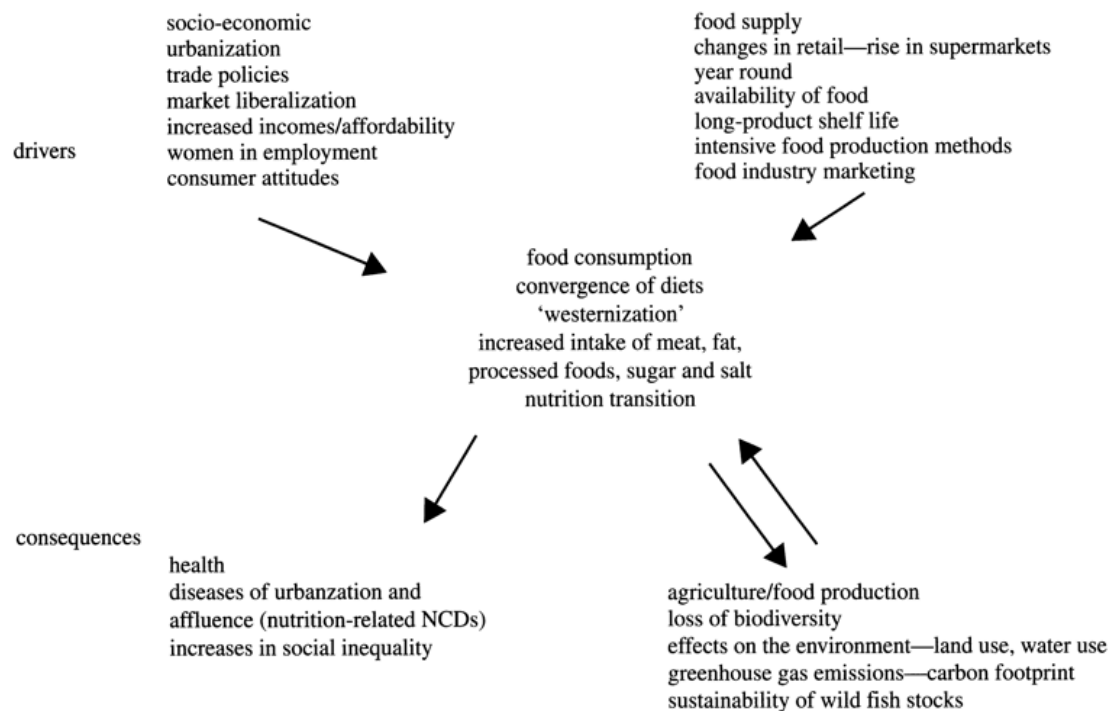 drivers
socio-economic
urbanization
trade policies
market liberalization
increased incomes/affordability
women in employment
consumer attitudes
food supply
changes in retail—rise in supermarkets
year round
availability of food
long-product shelf life
intensive food production methods
food industry marketing
food consumption
convergence of diets
‘westernization’
increased intake of meat, fat,
processed foods, sugar and salt
nutrition transition
consequences
health
diseases of urbanzation and
affluence (nutrition-related NCDs)
increases in social inequality
agriculture/food production
loss of biodiversity
effects on the environment—land use, water use
greenhouse gas emissions—carbon footprint
sustainability of wild fish stocks